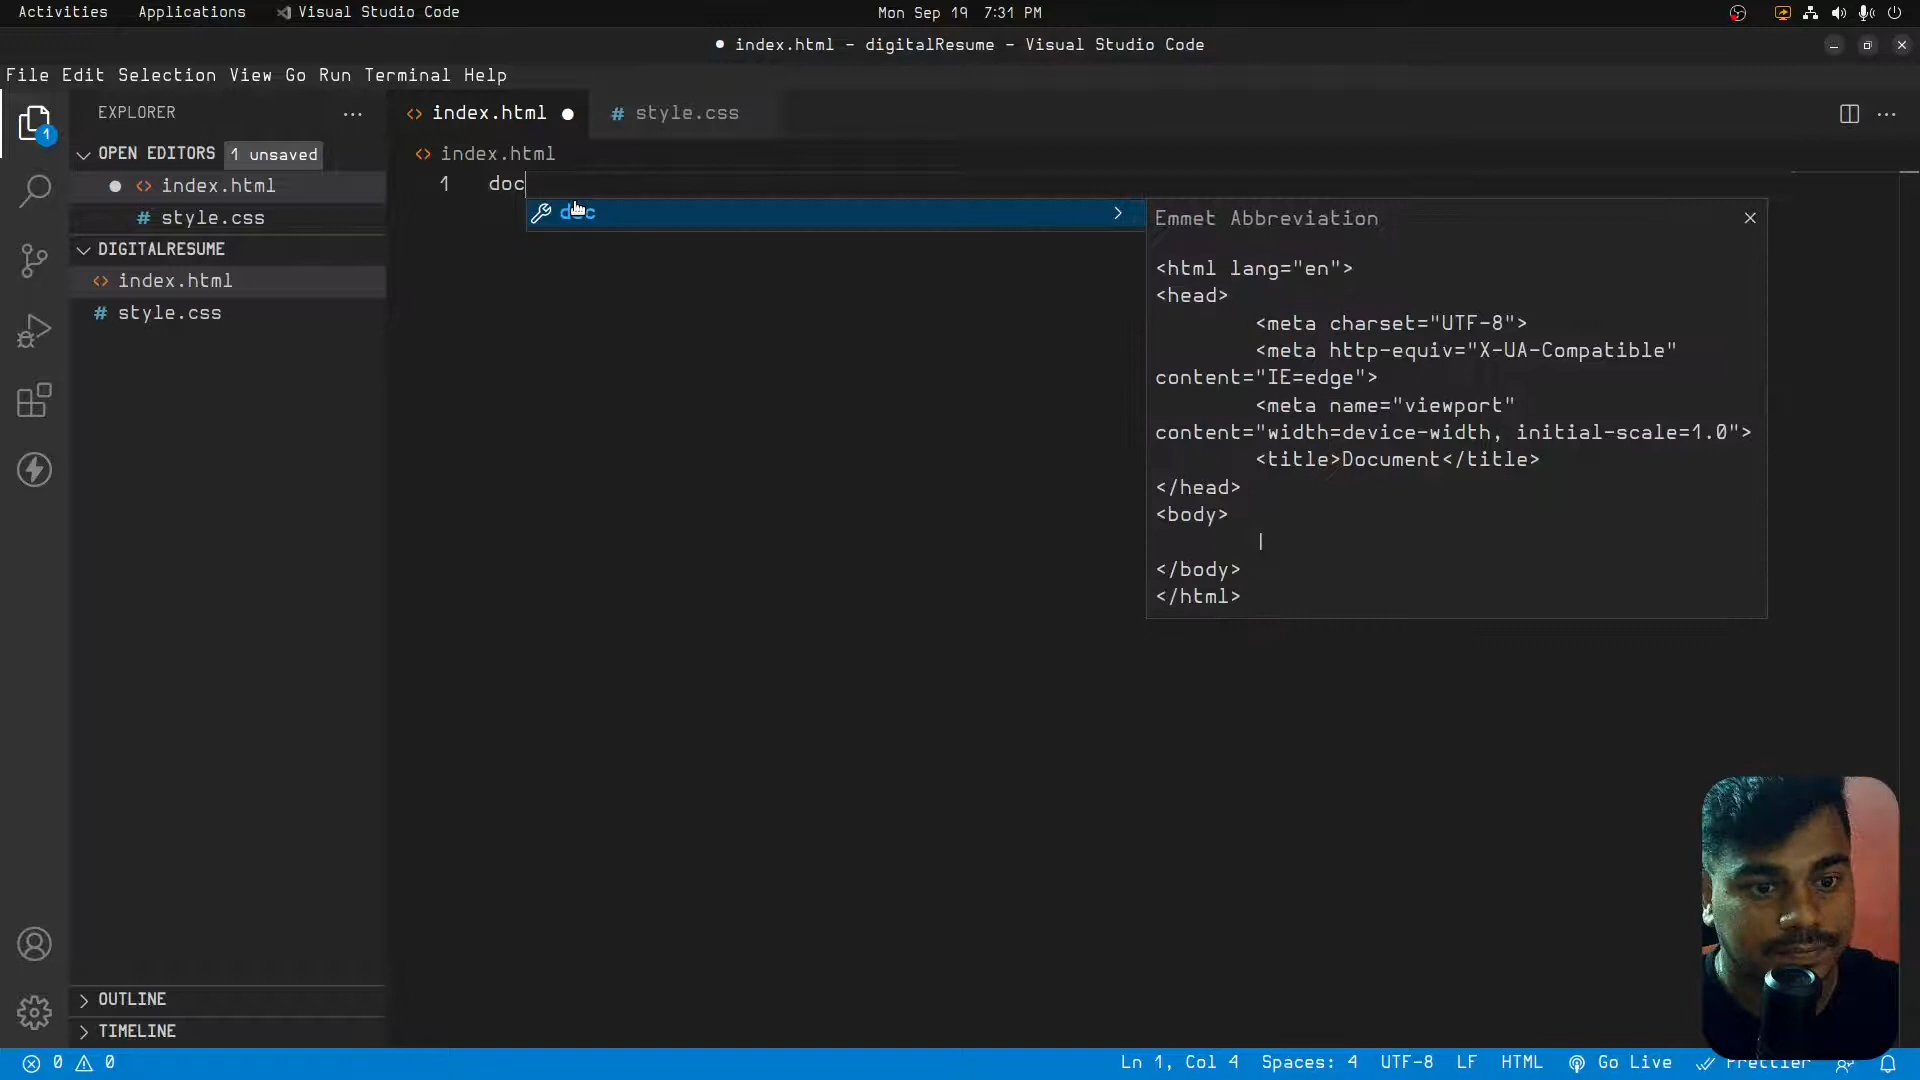 Activities Applications Visual Studio Code Mon Sep 19 7:31 PM
● index.html - digitalResume - Visual Studio Code
File Edit Selection View Go Run Terminal Help
EXPLORER ...
index.html ●
# style.css
OPEN EDITORS 1 unsaved
● <> index.html
# style.css
DIGITALRESUME
<> index.html
# style.css
OUTLINE
TIMELINE
1
<> index.html
1 doc
doc
Emmet Abbreviation
<html lang="en">
<head>
<meta charset="UTF-8">
<meta http-equiv="X-UA-Compatible"
content="IE=edge">
<meta name="viewport"
content="width=device-width, initial-scale=1.0">
<title>Document</title>
</head>
<body>
|
</body>
</html>
0 0 Ln 1, Col 4 Spaces: 4 UTF-8 LF HTML Go Live Prettier